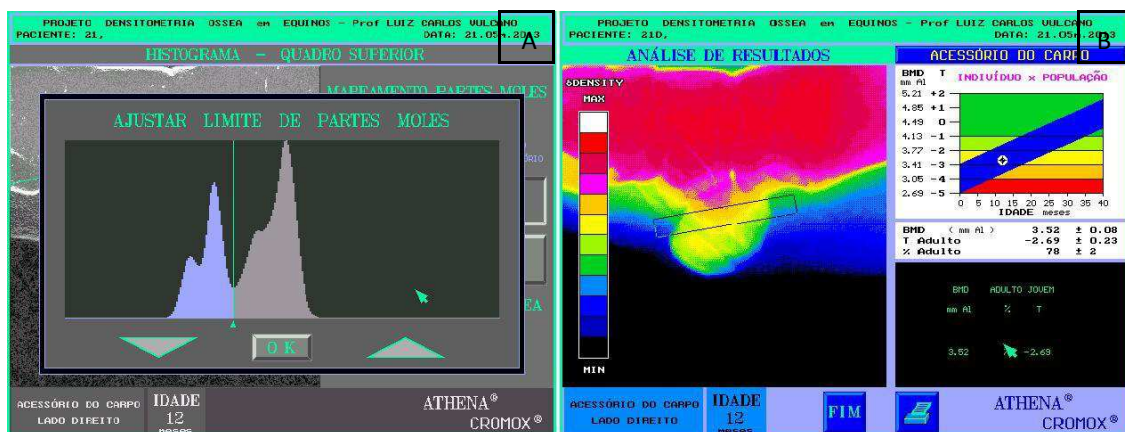 PROJETO DENSITOMETRIA OSSEA em EQUINOS - Prof LUIZ CARLOS VULCANO
PACIENTE: 21,
DATA: 21.05m.2013
A
HISTOGRAMA - QUADRO SUPERIOR
MAPEAMENTO PARTES MOLES
AJUSTAR LIMITE DE PARTES MOLES
OK
ACESSÓRIO DO CARPO
LADO DIREITO
IDADE
12
meses
ATHENA®
CROMOX®
PROJETO DENSITOMETRIA OSSEA em EQUINOS - Prof LUIZ CARLOS VULCANO
PACIENTE: 21D,
B
ANÁLISE DE RESULTADOS
ACESSÓRIO DO CARPO
δDENSITY
MAX
MIN
BMD T INDIVÍDUO x POPULAÇÃO
mm Al
5.21 +2
4.85 +1
4.49 0
4.13 -1
3.77 -2
3.41 -3
3.05 -4
2.69 -5
0 5 10 15 20 25 30 35 40
IDADE meses
BMD (mm Al) 3.52 ± 0.08
T Adulto -2.69 ± 0.23
% Adulto 78 ± 2
BMD ADULTO JOVEM
mm Al % T
3.52 -2.69
ACESSÓRIO DO CARPO
LADO DIREITO
IDADE
12
meses
FIM
ATHENA®
CROMOX®